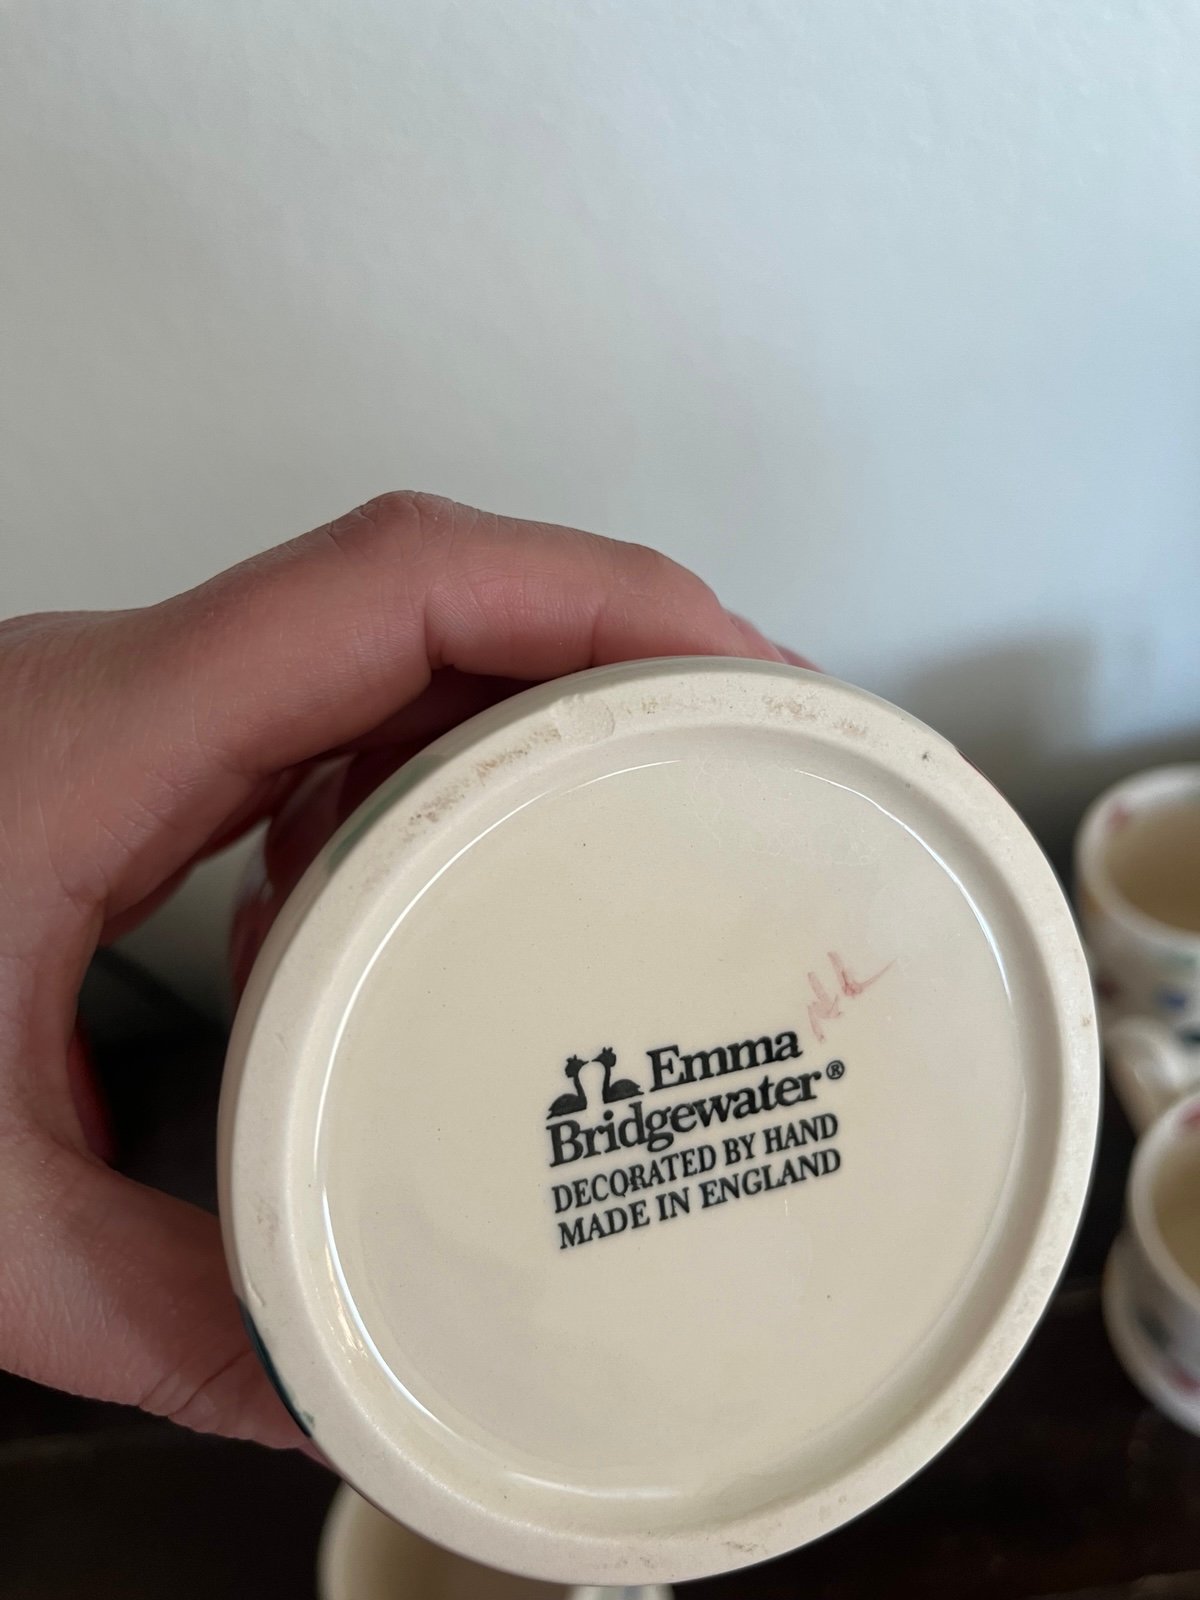 Emma
Bridgewater®
DECORATED BY HAND
MADE IN ENGLAND